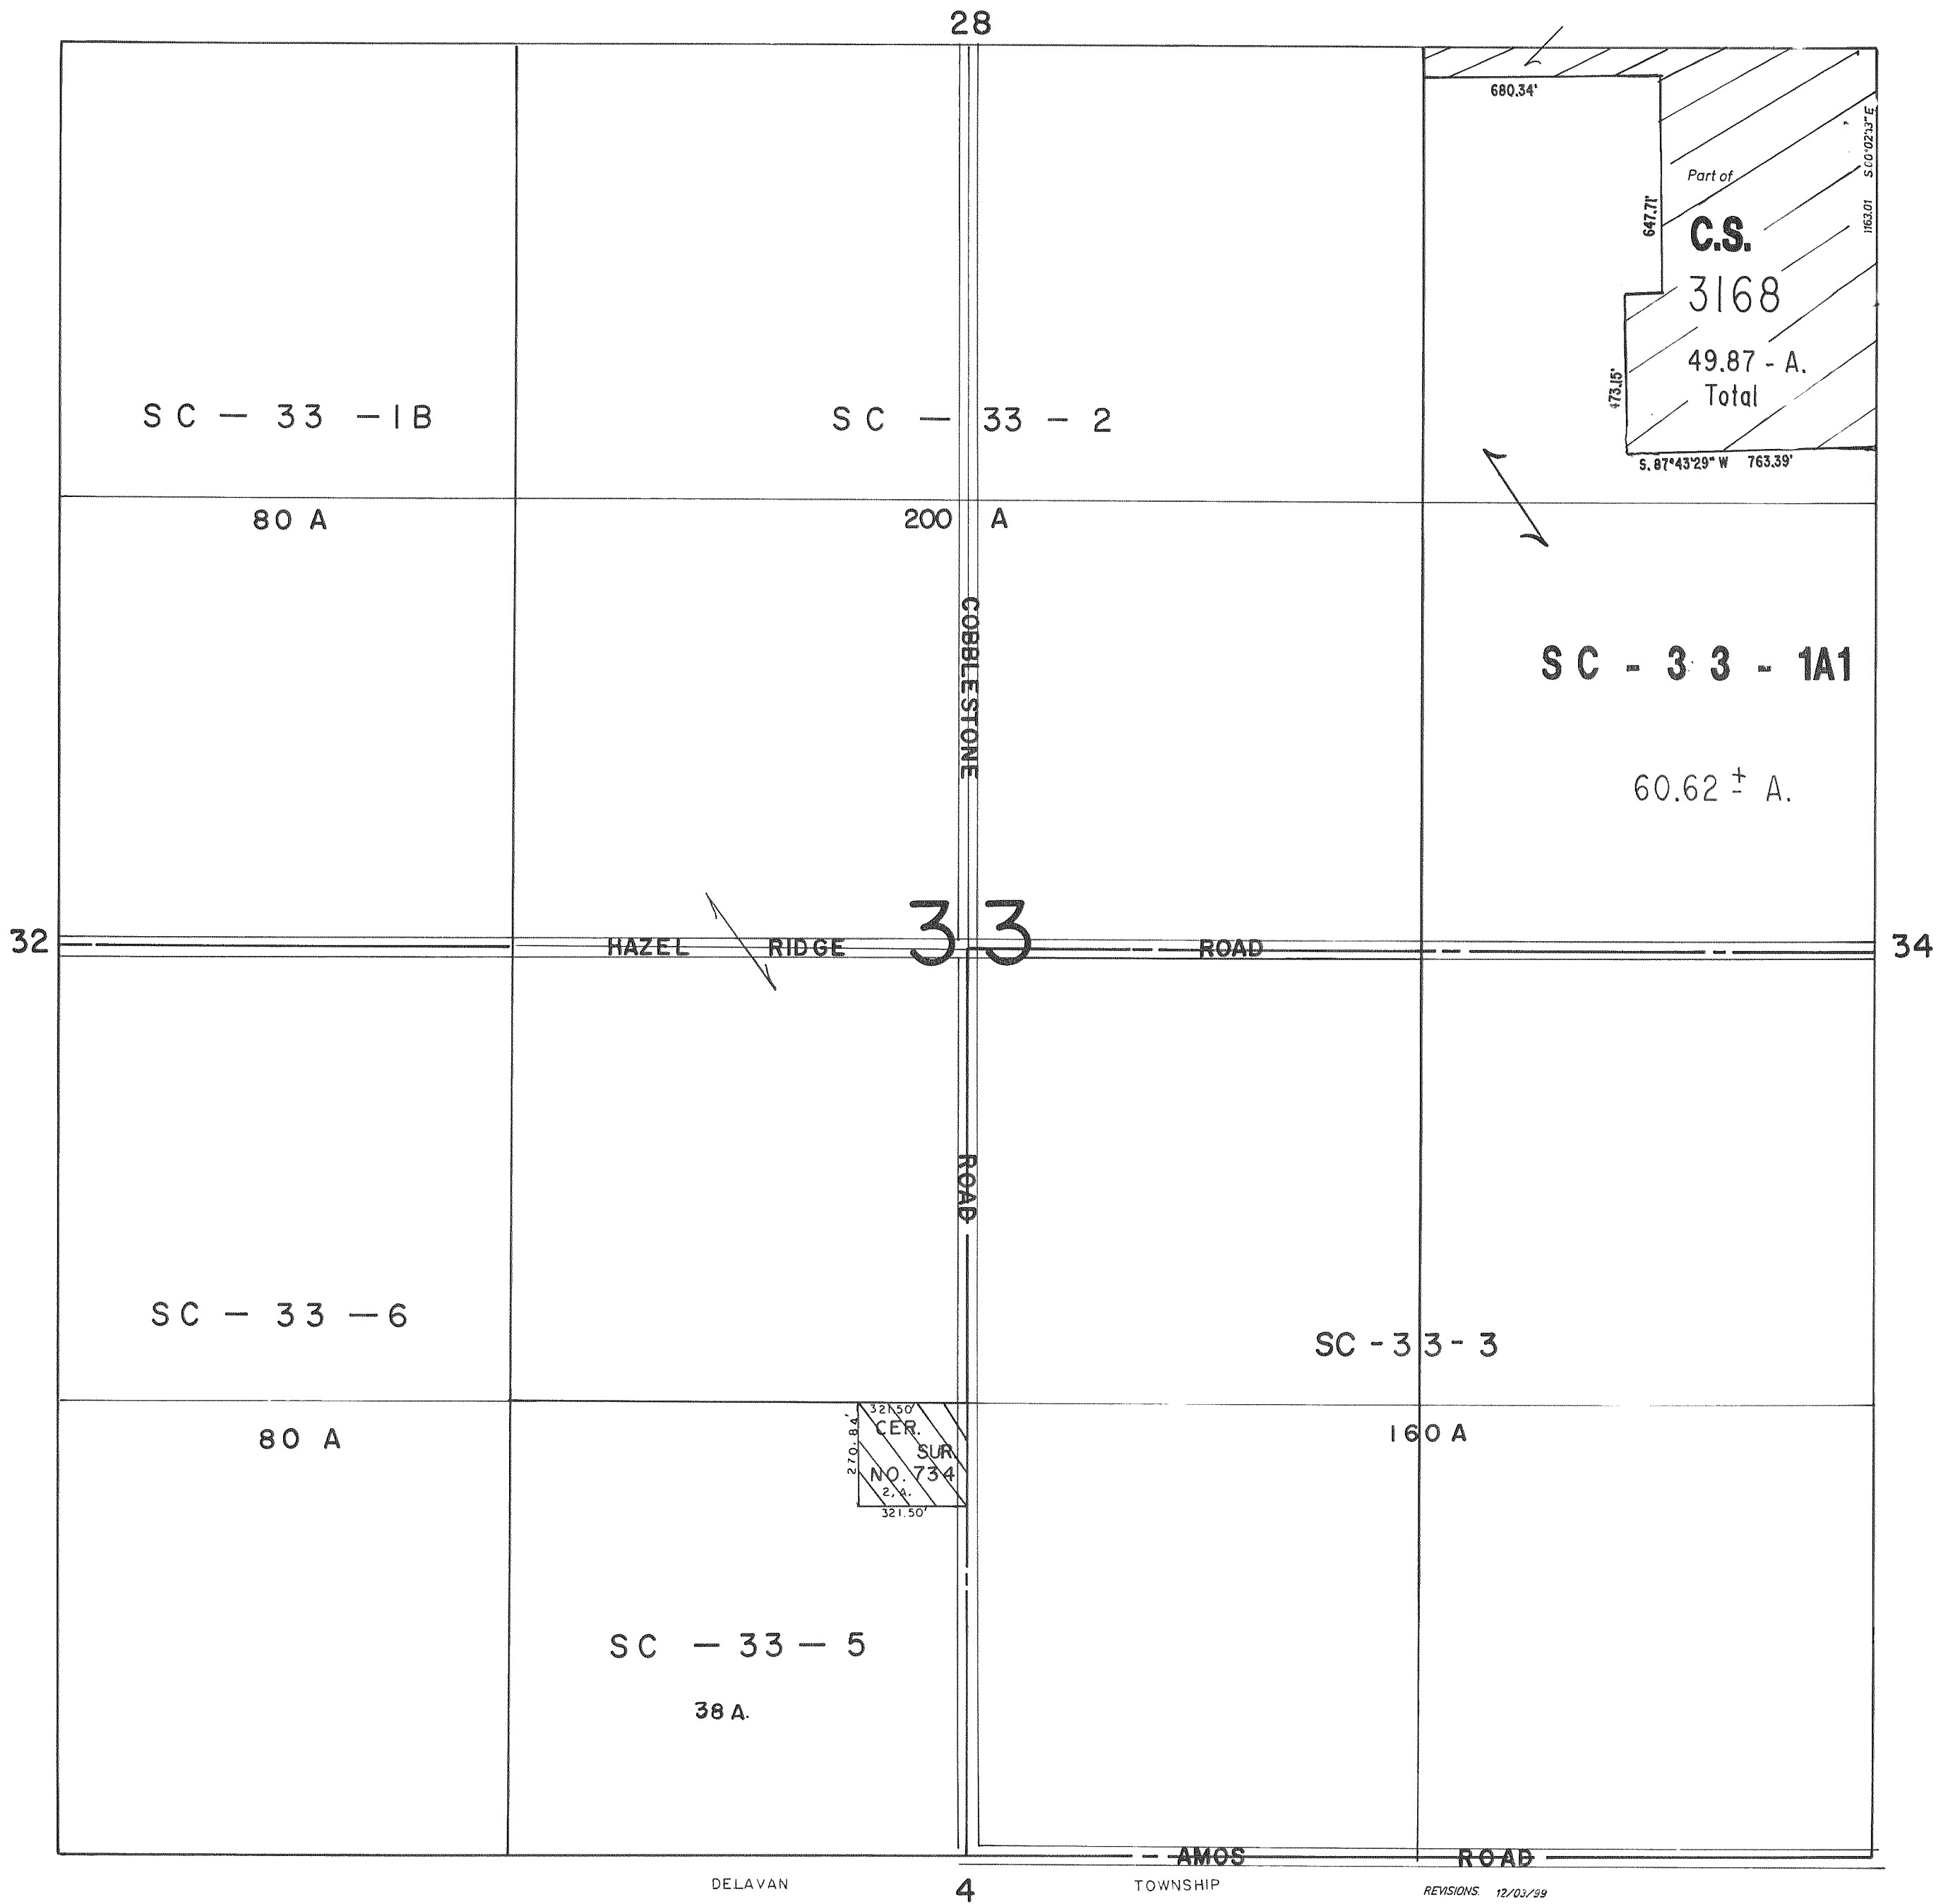 28
680.34'
S.00°02'13" E
1163.01
Part of
647.71'
C.S.
3168
49.87 - A.
Total
473.15'
S. 87°43'29" W 763.39'
SC - 33 - 1B
80 A
SC - 33 - 2
200 A
COBBLESTONE
SC - 33 - 1A1
60.62 ± A.
32
HAZEL RIDGE
33
ROAD
34
ROAD
SC - 33 - 6
80 A
SC - 33 - 3
160 A
321.50'
270.84'
CER.
SUR.
NO. 734
2, A.
321.50'
SC - 33 - 5
38 A.
AMOS ROAD
DELAVAN
4
TOWNSHIP
REVISIONS. 12/03/99